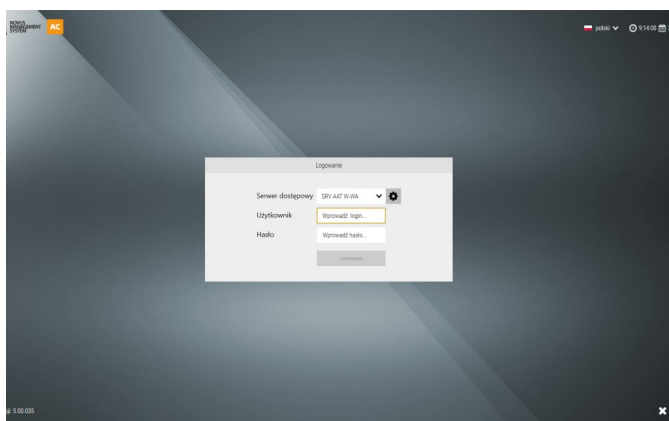 NOVUS
MANAGEMENT
SYSTEM
AC
polski
9:14:08
Logowanie
Serwer dostępowy
SRV AAT W-WA
Użytkownik
Wprowadź login...
Hasło
Wprowadź hasło...
5.00.035